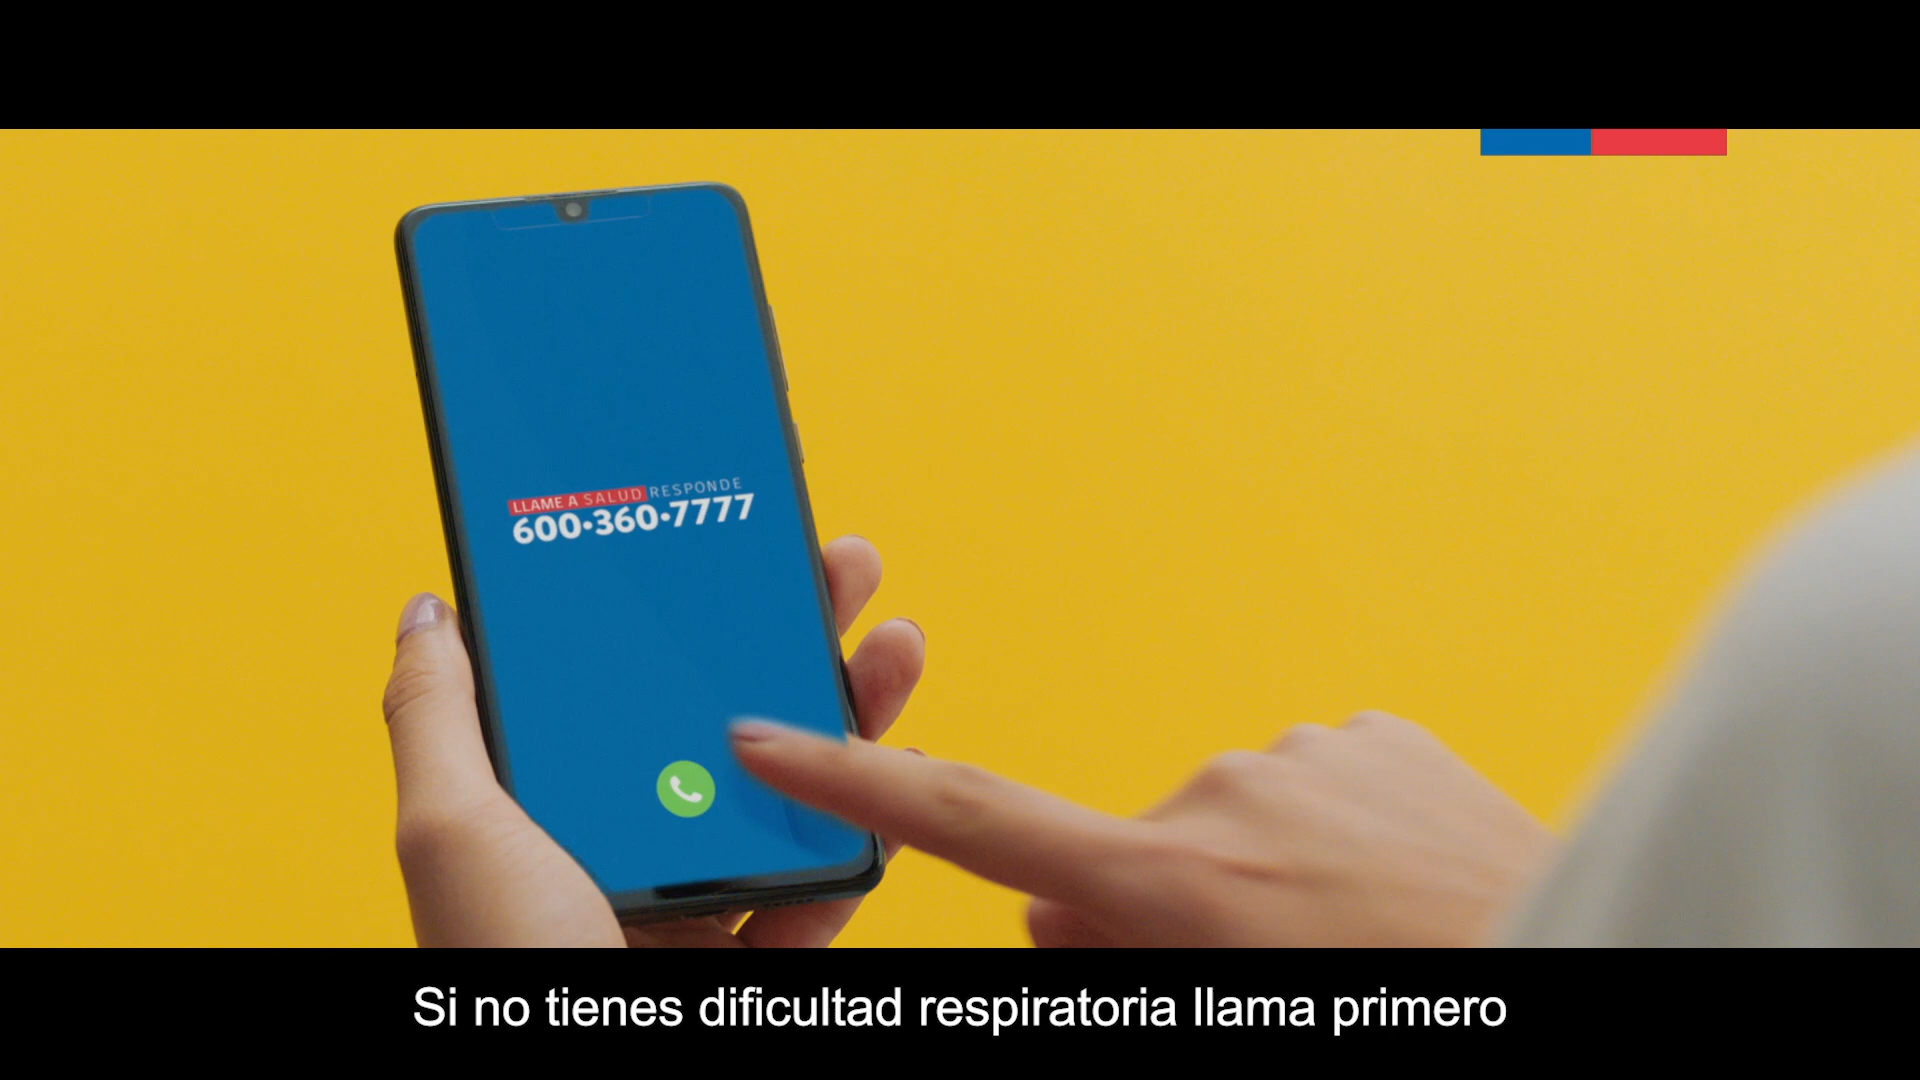 LLAME A SALUD RESPONDE
600•360•7777
Si no tienes dificultad respiratoria llama primero